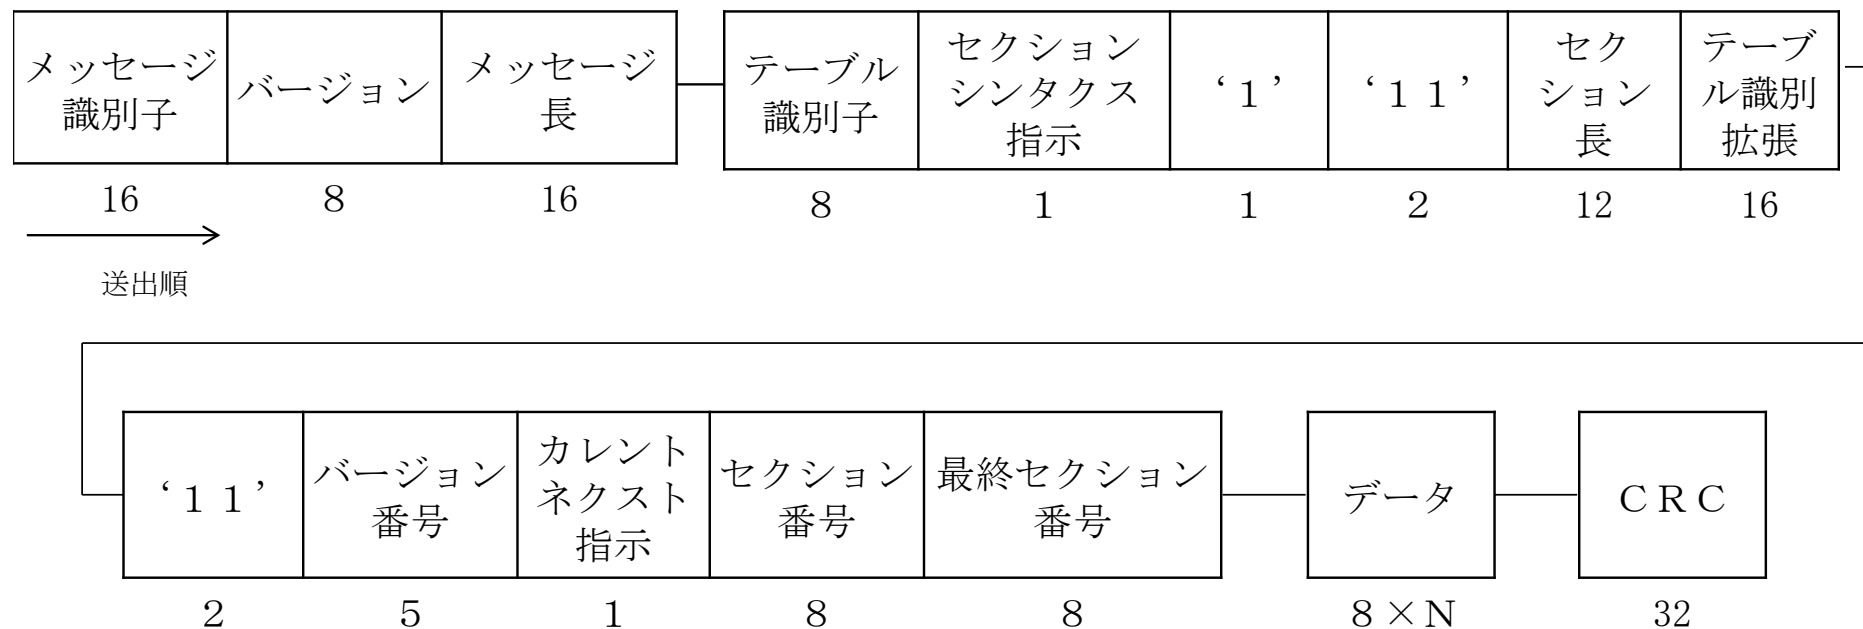 メッセージ
識別子
バージョン
メッセージ
長
テーブル
識別子
セクション
シンタクス
指示
‘１’
‘１１’
セク
ション
長
テーブ
ル識別
拡張
16
８
16
８
１
１
２
12
16
送出順
‘１１’
バージョン
番号
カレント
ネクスト
指示
セクション
番号
最終セクション
番号
データ
ＣＲＣ
２
５
１
８
８
８×Ｎ
32